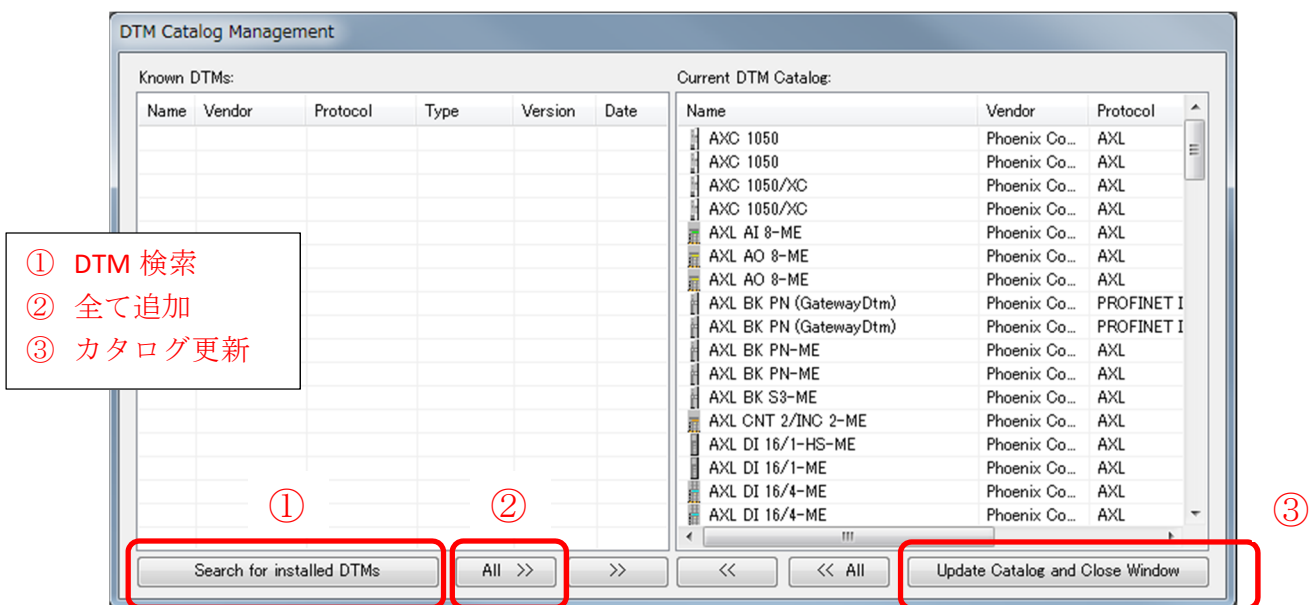 DTM Catalog Management
Known DTMs:
Current DTM Catalog:
Name Vendor Protocol Type Version Date
Name Vendor Protocol
AXC 1050 Phoenix Co... AXL
AXC 1050 Phoenix Co... AXL
AXC 1050/XC Phoenix Co... AXL
AXC 1050/XC Phoenix Co... AXL
AXL AI 8-ME Phoenix Co... AXL
AXL AO 8-ME Phoenix Co... AXL
AXL AO 8-ME Phoenix Co... AXL
AXL BK PN (GatewayDtm) Phoenix Co... PROFINET I
AXL BK PN (GatewayDtm) Phoenix Co... PROFINET I
AXL BK PN-ME Phoenix Co... AXL
AXL BK PN-ME Phoenix Co... AXL
AXL BK S3-ME Phoenix Co... AXL
AXL CNT 2/INC 2-ME Phoenix Co... AXL
AXL DI 16/1-HS-ME Phoenix Co... AXL
AXL DI 16/1-ME Phoenix Co... AXL
AXL DI 16/4-ME Phoenix Co... AXL
AXL DI 16/4-ME Phoenix Co... AXL
① DTM 検索
② 全て追加
③ カタログ更新
①
②
③
Search for installed DTMs
All >>
>>
<<
<< All
Update Catalog and Close Window